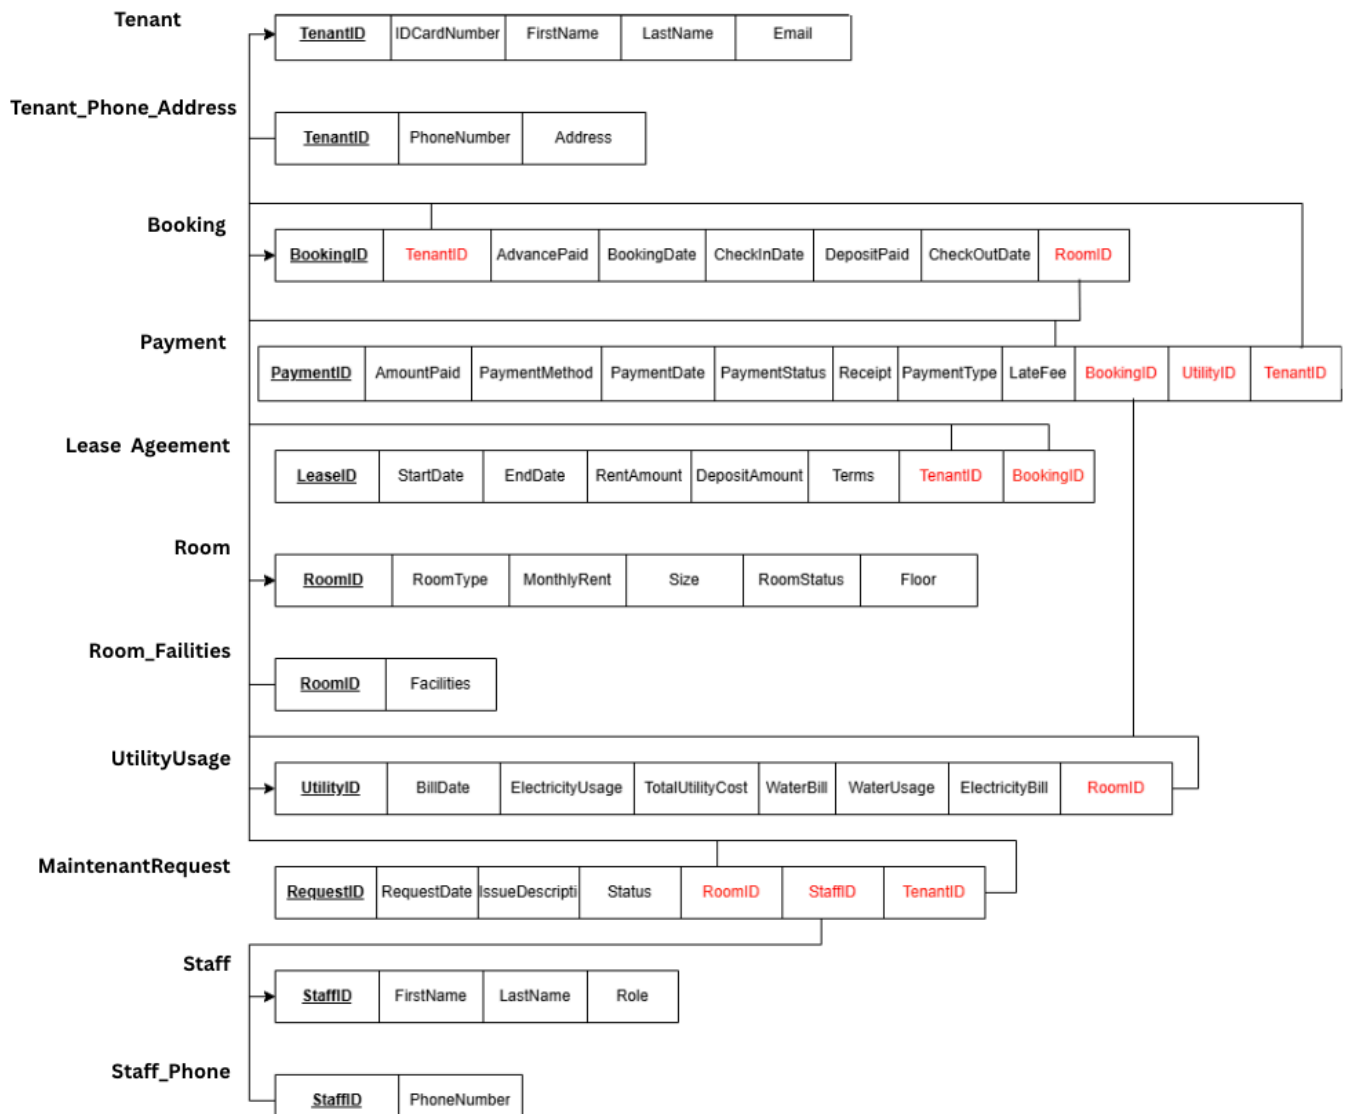 Tenant
TenantID IDCardNumber FirstName LastName Email
Tenant_Phone_Address
TenantID PhoneNumber Address
Booking
BookingID TenantID AdvancePaid BookingDate CheckInDate DepositPaid CheckOutDate RoomID
Payment
PaymentID AmountPaid PaymentMethod PaymentDate PaymentStatus Receipt PaymentType LateFee BookingID UtilityID TenantID
Lease Ageement
LeaseID StartDate EndDate RentAmount DepositAmount Terms TenantID BookingID
Room
RoomID RoomType MonthlyRent Size RoomStatus Floor
Room_Failities
RoomID Facilities
UtilityUsage
UtilityID BillDate ElectricityUsage TotalUtilityCost WaterBill WaterUsage ElectricityBill RoomID
MaintenantRequest
RequestID RequestDate IssueDescripti Status RoomID StaffID TenantID
Staff
StaffID FirstName LastName Role
Staff_Phone
StaffID PhoneNumber